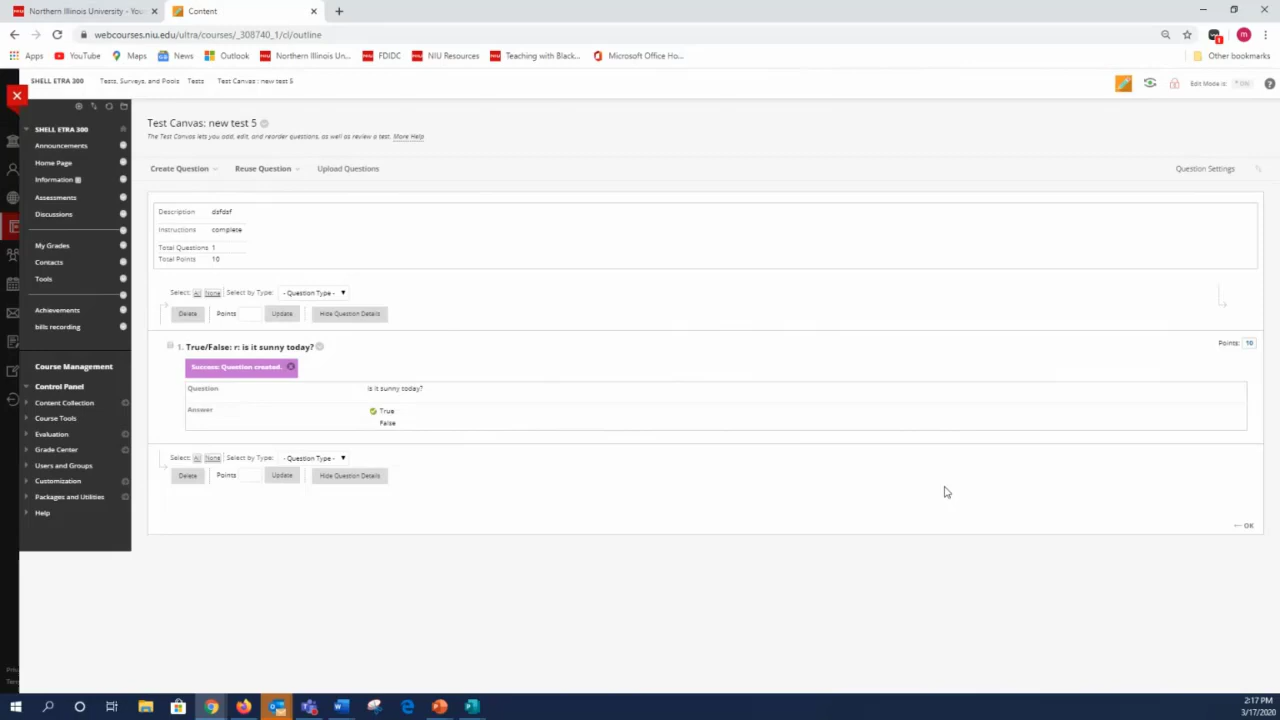 Northern Illinois University - You
Content
webcourses.niu.edu/ultra/courses/_308740_1/cl/outline
Apps
YouTube
Maps
News
Outlook
Northern Illinois Un...
FDIDC
NIU Resources
Teaching with Black...
Microsoft Office Ho...
Other bookmarks
SHELL ETRA 300
Tests, Surveys, and Pools
Tests
Test Canvas : new test 5
Edit Mode is:
SHELL ETRA 300
Announcements
Home Page
Information
Assessments
Discussions
My Grades
Contacts
Tools
Achievements
bills recording
Course Management
Control Panel
Content Collection
Course Tools
Evaluation
Grade Center
Users and Groups
Customization
Packages and Utilities
Help
Test Canvas: new test 5
The Test Canvas lets you add, edit, and reorder questions, as well as review a test. More Help
Create Question
Reuse Question
Upload Questions
Question Settings
Description dsfdsf
Instructions complete
Total Questions 1
Total Points 10
Select: All None Select by Type: - Question Type -
Delete Points Update Hide Question Details
1. True/False: r: is it sunny today?
Points: 10
Success: Question created.
Question is it sunny today?
Answer True
False
Select: All None Select by Type: - Question Type -
Delete Points Update Hide Question Details
OK
2:17 PM
3/17/2020